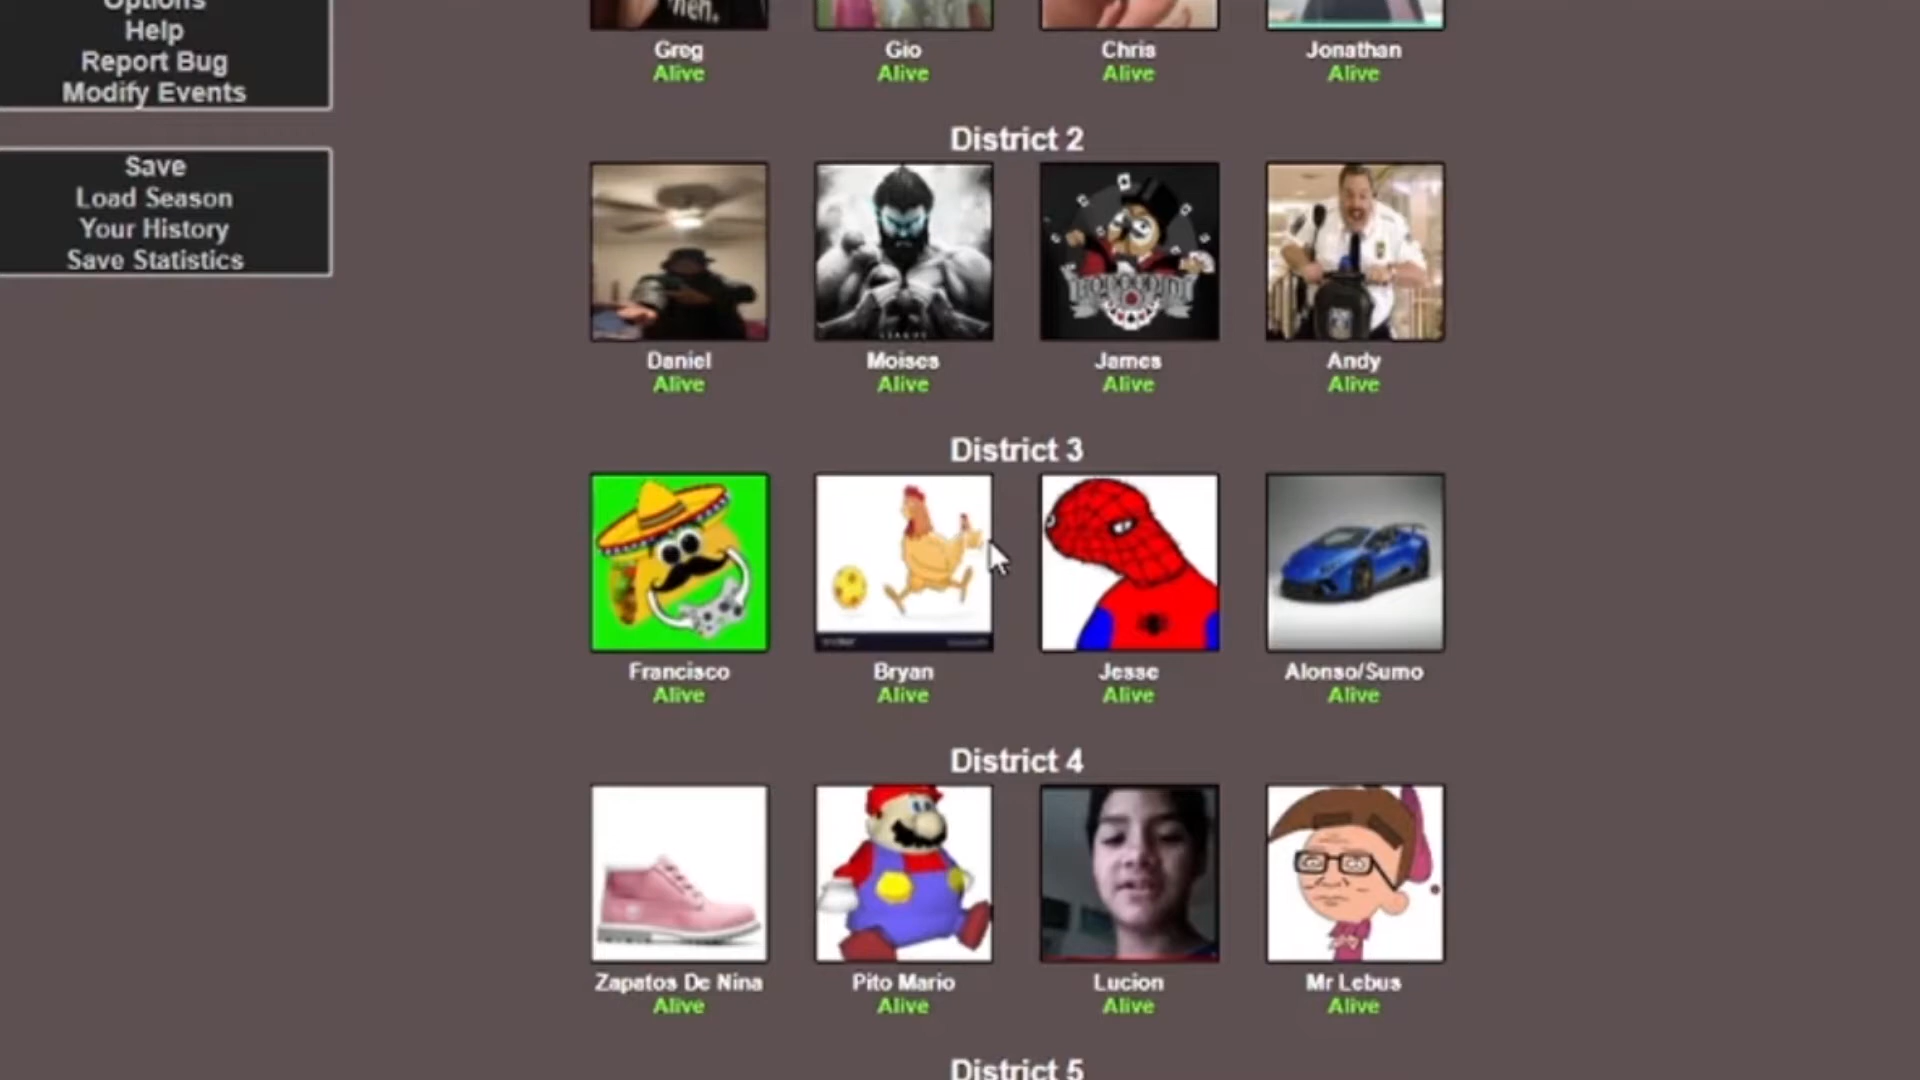 Options
Help
Report Bug
Modify Events
Save
Load Season
Your History
Save Statistics
men.
Greg
Gio
Chris
Jonathan
Alive
Alive
Alive
Alive
District 2
LEAGUE
Daniel
Moises
James
Andy
Alive
Alive
Alive
Alive
District 3
Francisco
Bryan
Jesse
Alonso/Sumo
Alive
Alive
Alive
Alive
District 4
Zapatos De Nina
Pito Mario
Lucion
Mr Lebus
Alive
Alive
Alive
Alive
District 5